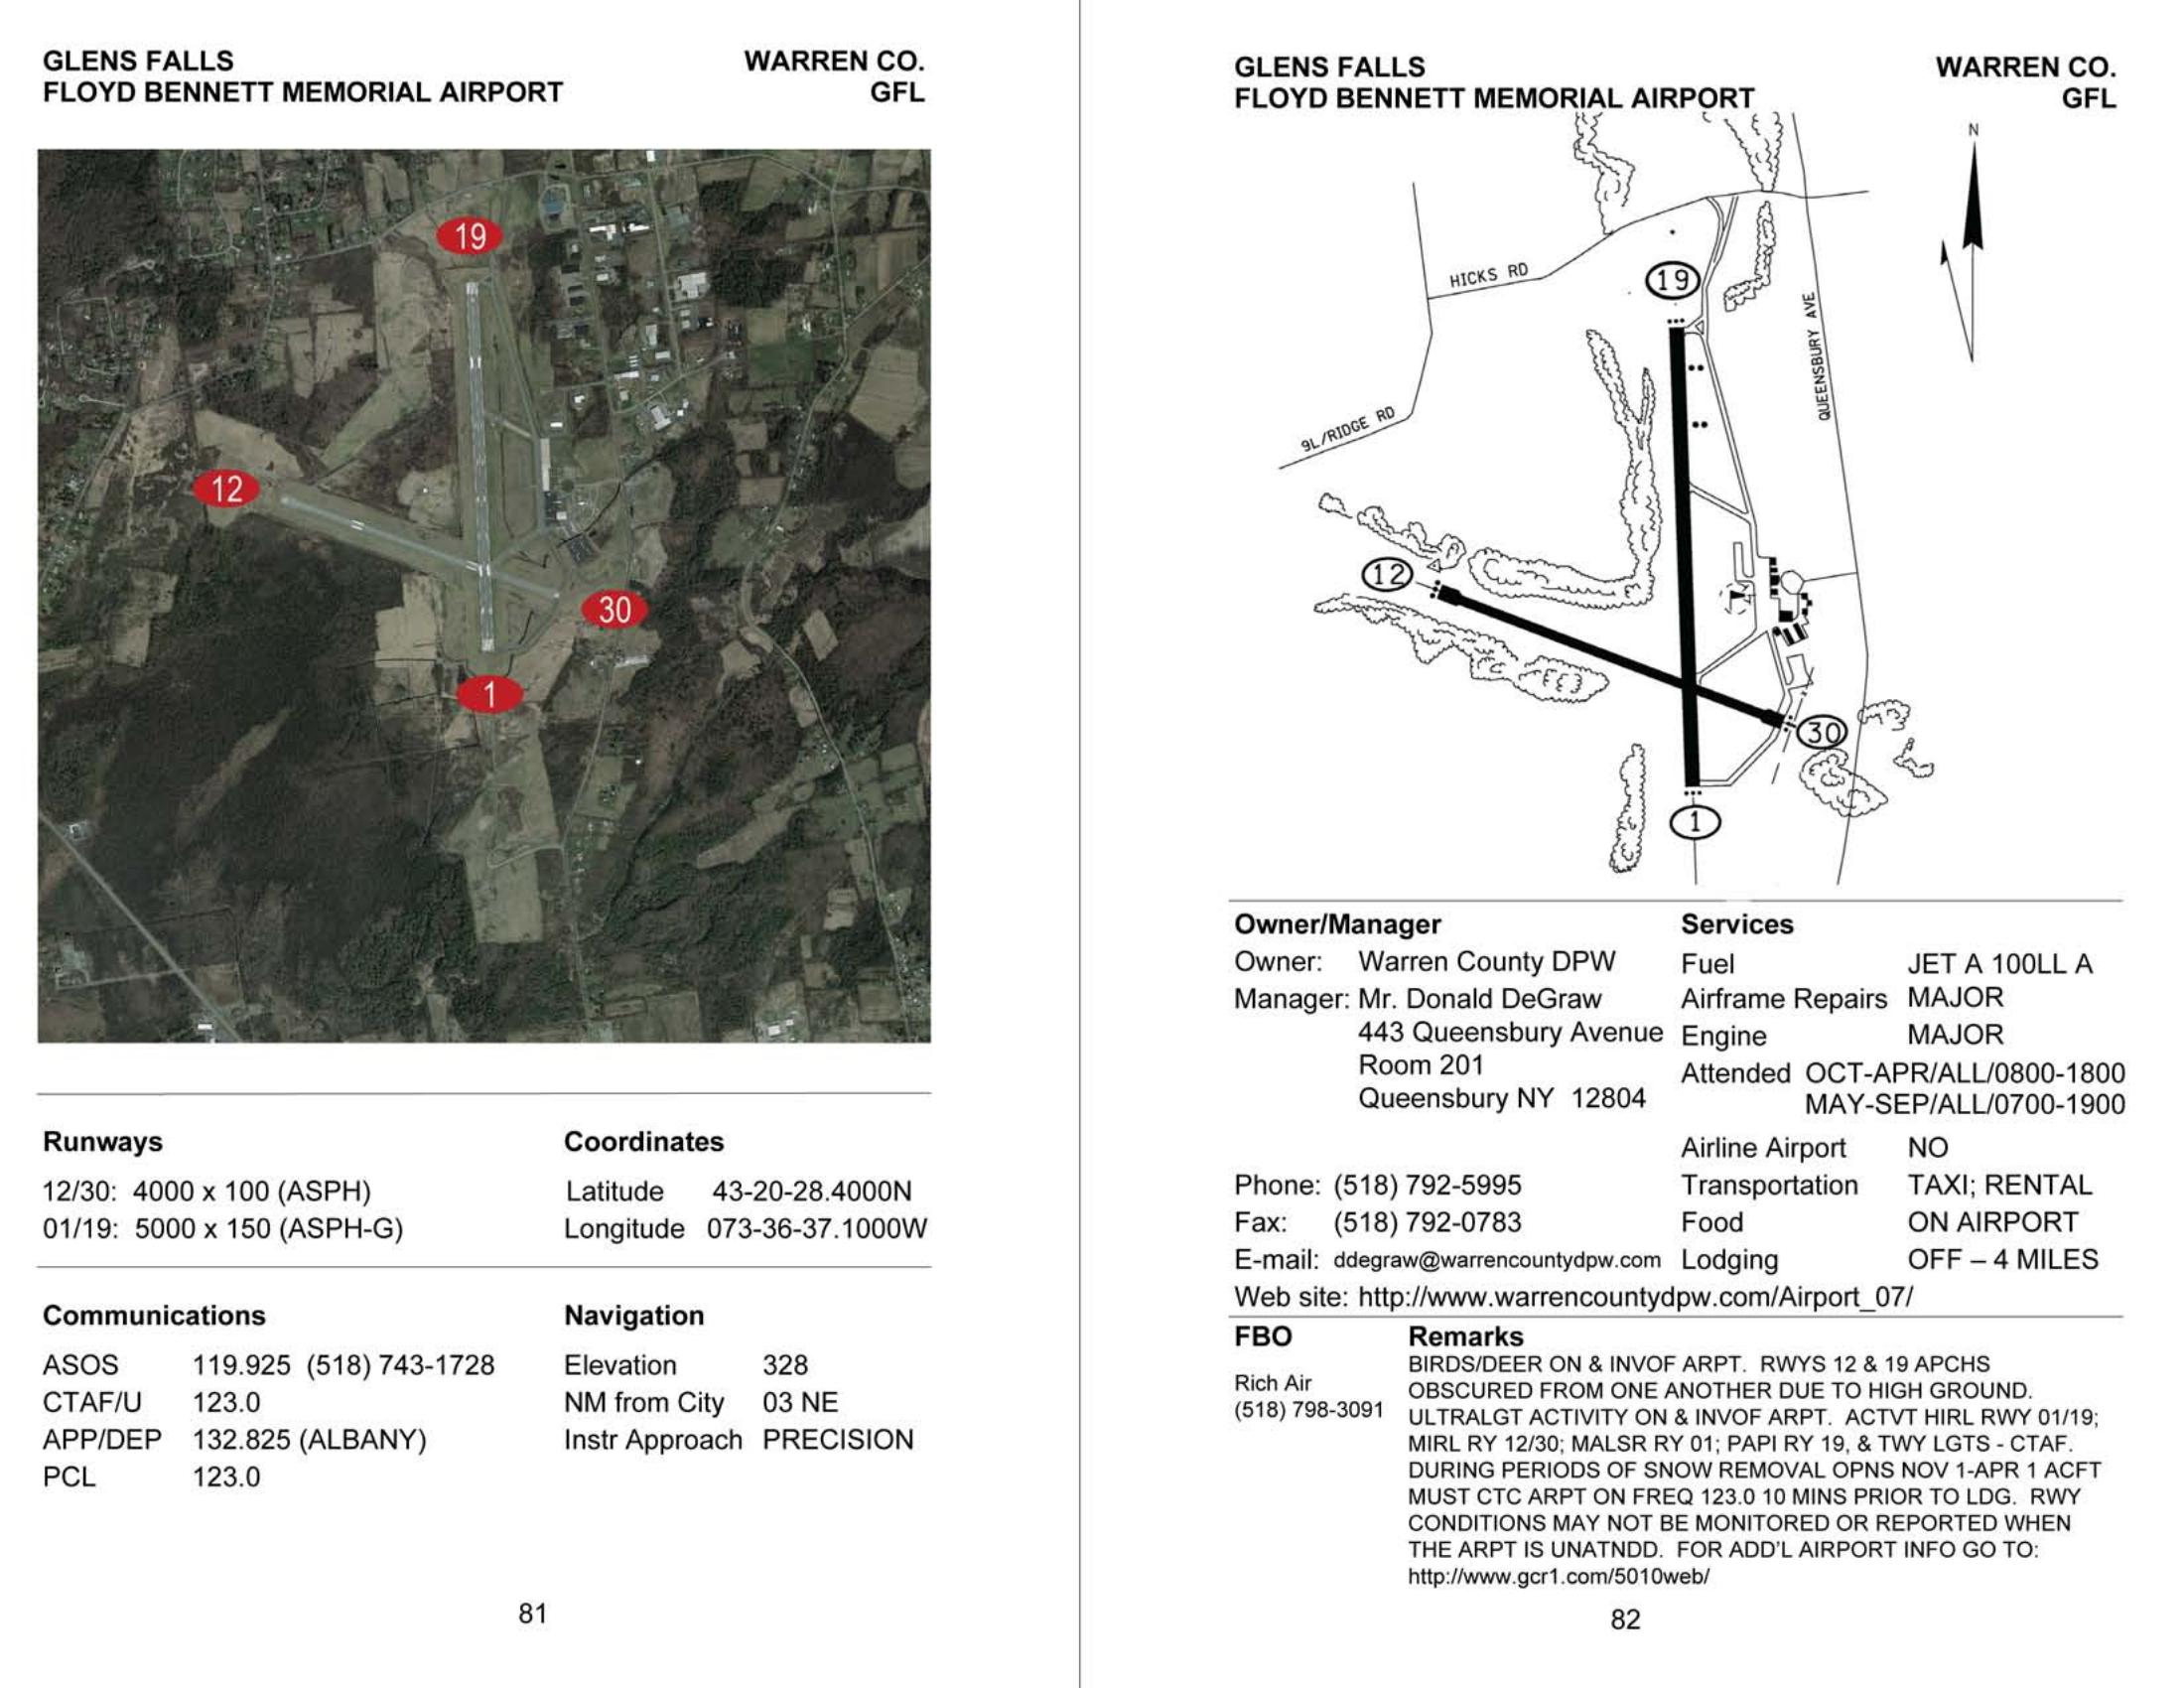 GLENS FALLS
WARREN CO.
FLOYD BENNETT MEMORIAL AIRPORT
GFL
19
12
30
1
Runways
12/30: 4000 x 100 (ASPH)
01/19: 5000 x 150 (ASPH-G)
Coordinates
Latitude 43-20-28.4000N
Longitude 073-36-37.1000W
Communications
ASOS 119.925 (518) 743-1728
CTAF/U 123.0
APP/DEP 132.825 (ALBANY)
PCL 123.0
Navigation
Elevation 328
NM from City 03 NE
Instr Approach PRECISION
81
GLENS FALLS
WARREN CO.
FLOYD BENNETT MEMORIAL AIRPORT
GFL
N
HICKS RD
19
QUEENSBURY AVE
9L/RIDGE RD
12
30
1
Owner/Manager
Owner: Warren County DPW
Manager: Mr. Donald DeGraw
443 Queensbury Avenue
Room 201
Queensbury NY 12804
Phone: (518) 792-5995
Fax: (518) 792-0783
E-mail: ddegraw@warrencountydpw.com
Web site: http://www.warrencountydpw.com/Airport_07/
Services
Fuel JET A 100LL A
Airframe Repairs MAJOR
Engine MAJOR
Attended OCT-APR/ALL/0800-1800
MAY-SEP/ALL/0700-1900
Airline Airport NO
Transportation TAXI; RENTAL
Food ON AIRPORT
Lodging OFF – 4 MILES
FBO
Rich Air
(518) 798-3091
Remarks
BIRDS/DEER ON & INVOF ARPT. RWYS 12 & 19 APCHS
OBSCURED FROM ONE ANOTHER DUE TO HIGH GROUND.
ULTRALGT ACTIVITY ON & INVOF ARPT. ACTVT HIRL RWY 01/19;
MIRL RY 12/30; MALSR RY 01; PAPI RY 19, & TWY LGTS - CTAF.
DURING PERIODS OF SNOW REMOVAL OPNS NOV 1-APR 1 ACFT
MUST CTC ARPT ON FREQ 123.0 10 MINS PRIOR TO LDG. RWY
CONDITIONS MAY NOT BE MONITORED OR REPORTED WHEN
THE ARPT IS UNATNDD. FOR ADD'L AIRPORT INFO GO TO:
http://www.gcr1.com/5010web/
82